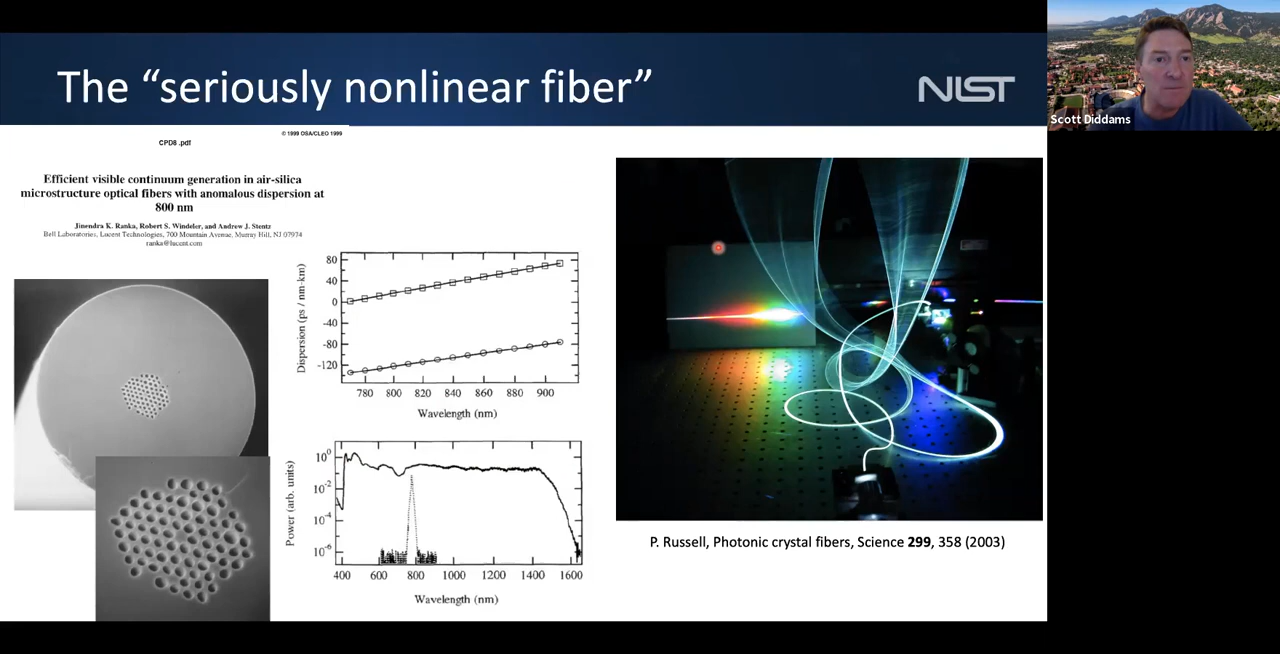 The “seriously nonlinear fiber”
NIST
Scott Diddams
© 1999 OSA/CLEO 1999
CPD8 .pdf
Efficient visible continuum generation in air-silica
microstructure optical fibers with anomalous dispersion at
800 nm
Jinendra K. Ranka, Robert S. Windeler, and Andrew J. Stentz
Bell Laboratories, Lucent Technologies, 700 Mountain Avenue, Murray Hill, NJ 07974
ranka@lucent.com
Dispersion (ps / nm-km)
80
40
0
-40
-80
-120
780 800 820 840 860 880 900
Wavelength (nm)
Power (arb. units)
10^0
10^-2
10^-4
10^-6
400 600 800 1000 1200 1400 1600
Wavelength (nm)
P. Russell, Photonic crystal fibers, Science 299, 358 (2003)